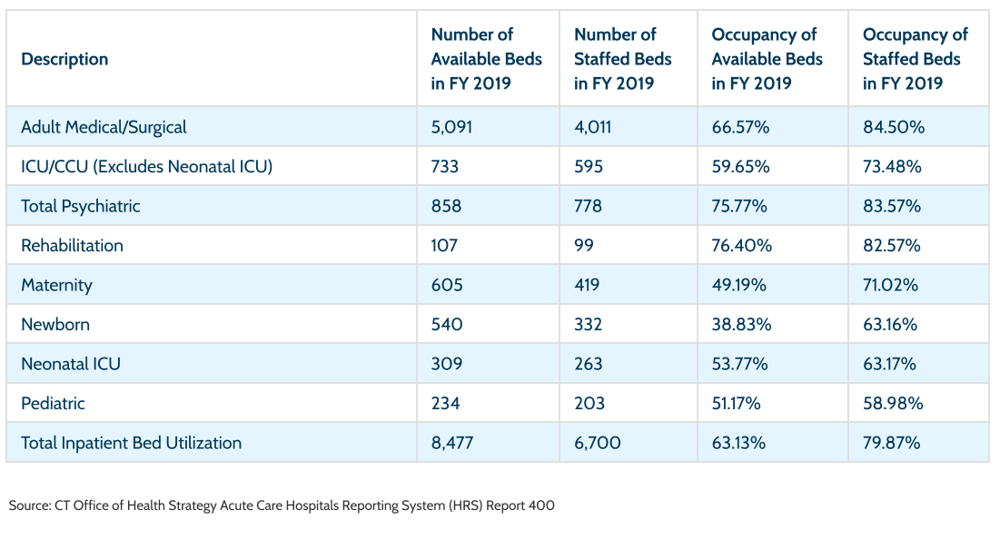 Description Number of Available Beds in FY 2019 Number of Staffed Beds in FY 2019 Occupancy of Available Beds in FY 2019 Occupancy of Staffed Beds in FY 2019
Adult Medical/Surgical 5,091 4,011 66.57% 84.50%
ICU/CCU (Excludes Neonatal ICU) 733 595 59.65% 73.48%
Total Psychiatric 858 778 75.77% 83.57%
Rehabilitation 107 99 76.40% 82.57%
Maternity 605 419 49.19% 71.02%
Newborn 540 332 38.83% 63.16%
Neonatal ICU 309 263 53.77% 63.17%
Pediatric 234 203 51.17% 58.98%
Total Inpatient Bed Utilization 8,477 6,700 63.13% 79.87%
Source: CT Office of Health Strategy Acute Care Hospitals Reporting System (HRS) Report 400